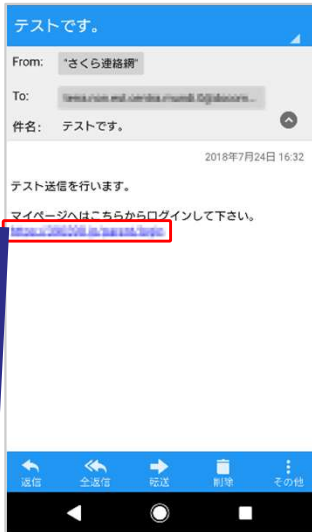 テストです。
From: "さくら連絡網"
To:
件名: テストです。
2018年7月24日 16:32
テスト送信を行います。
マイページへはこちらからログインして下さい。
返信 全返信 転送 削除 その他